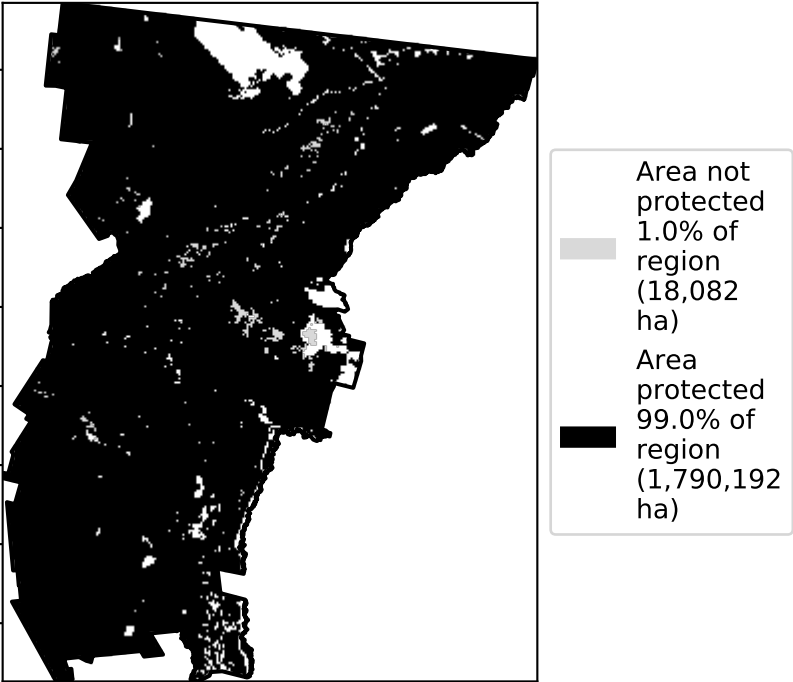 Area not
protected
1.0% of
region
(18,082
ha)
Area
protected
99.0% of
region
(1,790,192
ha)